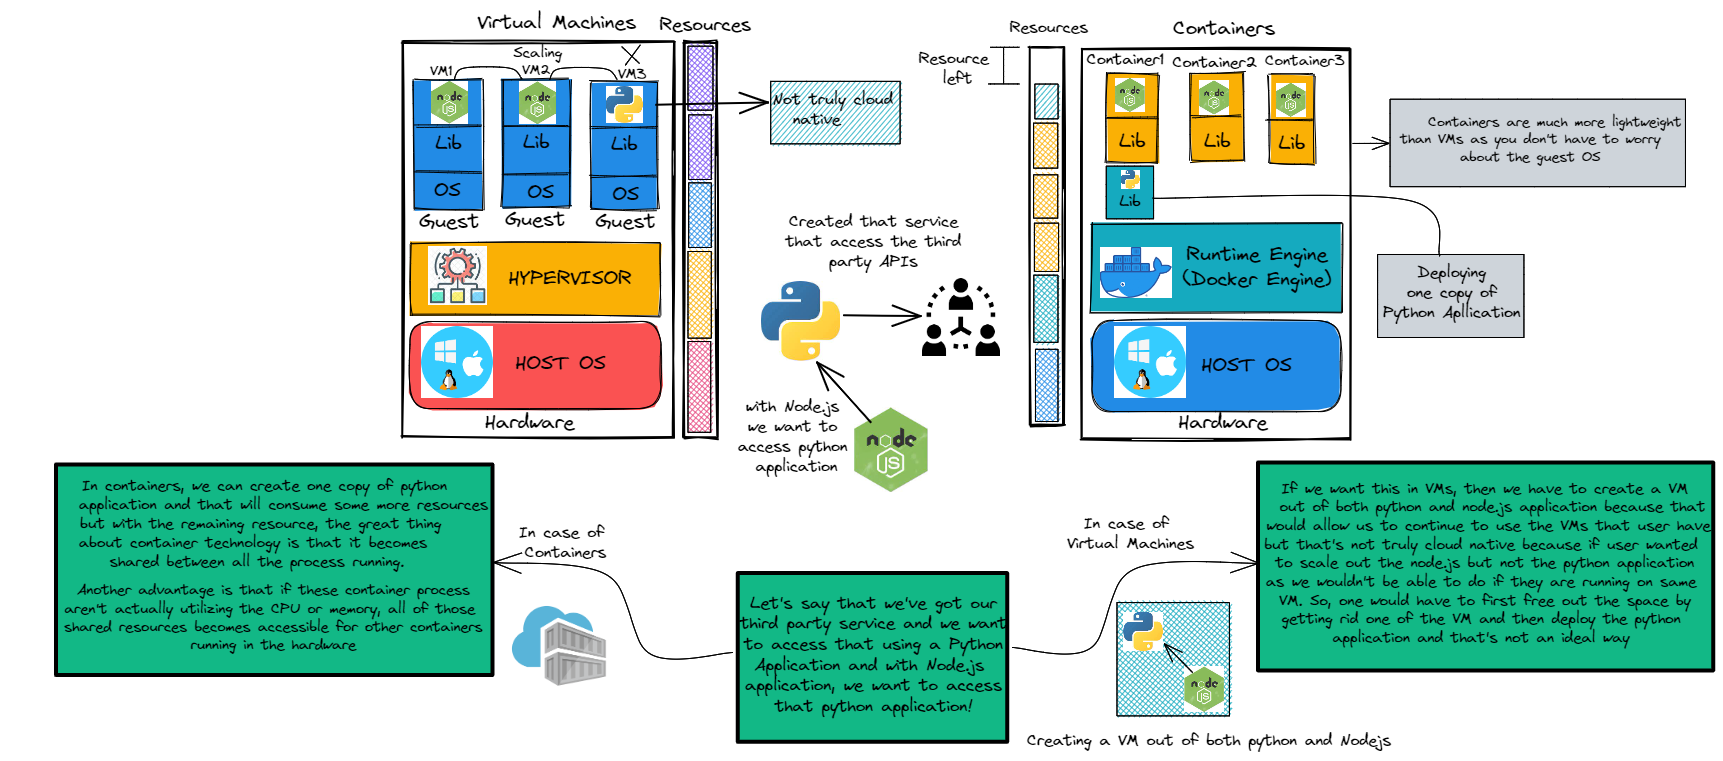 Virtual Machines
Resources
Scaling
VM1
VM2
VM3
node
JS
node
JS
Lib
Lib
Lib
OS
OS
OS
Guest
Guest
Guest
HYPERVISOR
HOST OS
Hardware
Not truly cloud
native
Created that service
that access the third
party APIs
with Node.js
we want to
access python
application
node
JS
Resources
Resource
left
Containers
Container1
Container2
Container3
node
JS
node
JS
node
JS
Lib
Lib
Lib
Lib
Runtime Engine
(Docker Engine)
HOST OS
Hardware
Containers are much more lightweight
than VMs as you don't have to worry
about the guest OS
Deploying
one copy of
Python Apllication
In containers, we can create one copy of python
application and that will consume some more resources
but with the remaining resource, the great thing
about container technology is that it becomes
shared between all the process running.
Another advantage is that if these container process
aren't actually utilizing the CPU or memory, all of those
shared resources becomes accessible for other containers
running in the hardware
In case of
Containers
Let's say that we've got our
third party service and we want
to access that using a Python
Application and with Node.js
application, we want to access
that python application!
In case of
Virtual Machines
node
JS
Creating a VM out of both python and Nodejs
If we want this in VMs, then we have to create a VM
out of both python and node.js application because that
would allow us to continue to use the VMs that user have
but that's not truly cloud native because if user wanted
to scale out the node.js but not the python application
as we wouldn't be able to do if they are running on same
VM. So, one would have to first free out the space by
getting rid one of the VM and then deploy the python
application and that's not an ideal way